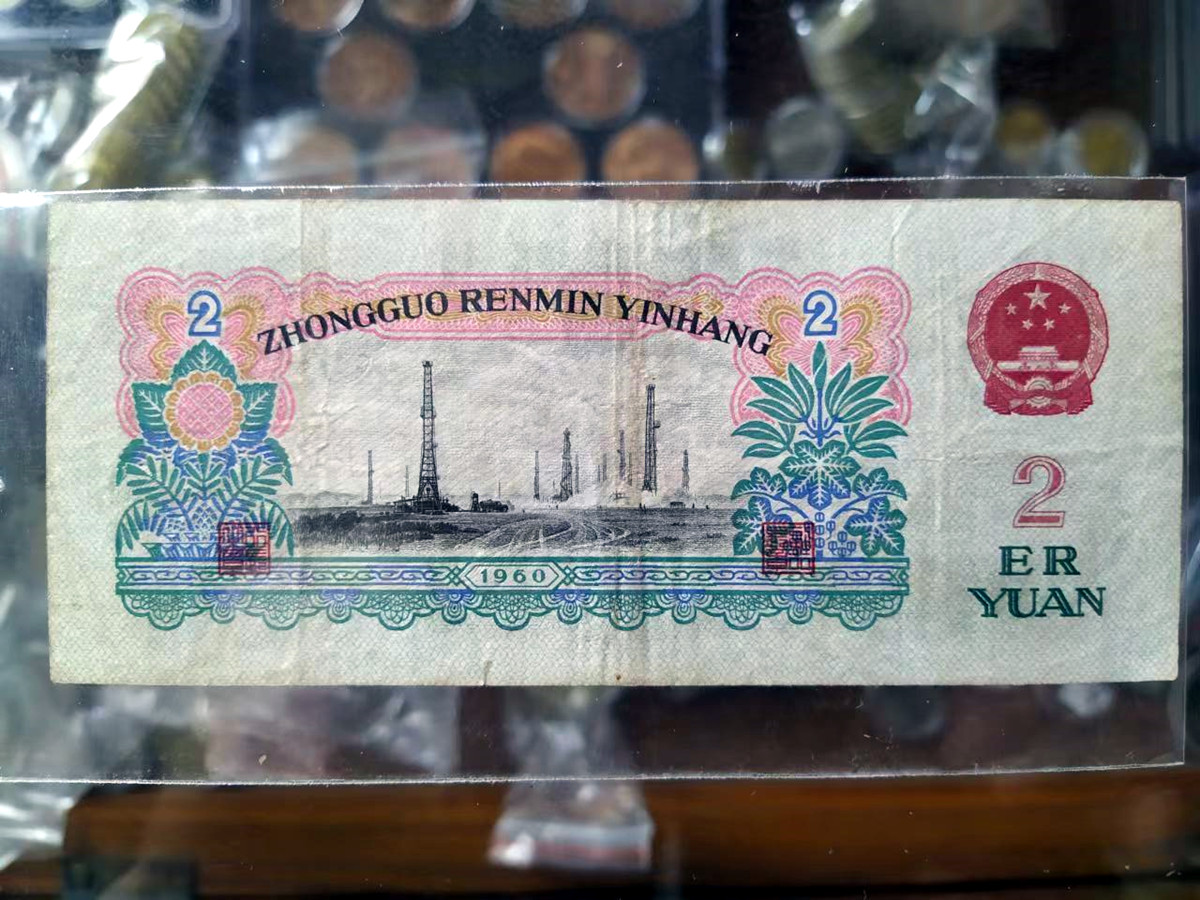 2
ZHONGGUO RENMIN YINHANG
2
1960
2
ER
YUAN